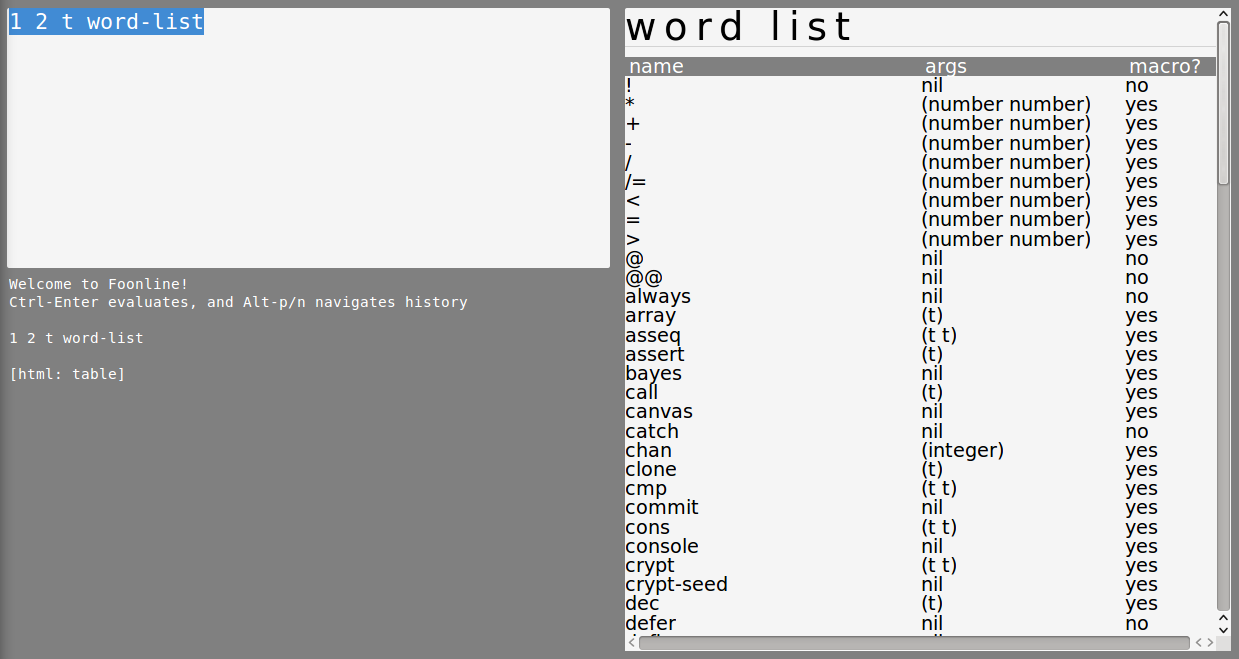 1 2 t word-list
Welcome to Foonline!
Ctrl-Enter evaluates, and Alt-p/n navigates history
1 2 t word-list
[html: table]
word list
name args macro?
! nil no
* (number number) yes
+ (number number) yes
- (number number) yes
/ (number number) yes
/= (number number) yes
< (number number) yes
= (number number) yes
> (number number) yes
@ nil no
@@ nil no
always nil no
array (t) yes
asseq (t t) yes
assert (t) yes
bayes nil yes
call (t) yes
canvas nil yes
catch nil no
chan (integer) yes
clone (t) yes
cmp (t t) yes
commit nil yes
cons (t t) yes
console nil yes
crypt (t t) yes
crypt-seed nil yes
dec (t) yes
defer nil no